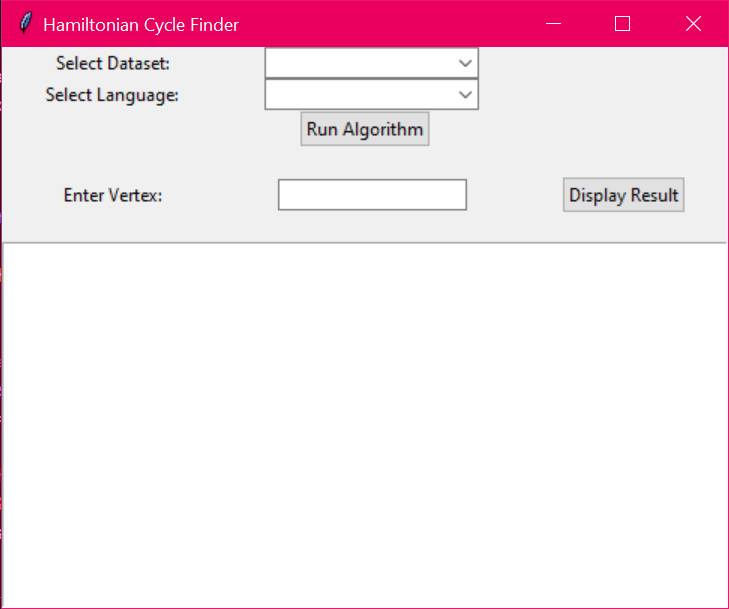 Hamiltonian Cycle Finder
Select Dataset:
Select Language:
Run Algorithm
Enter Vertex:
Display Result